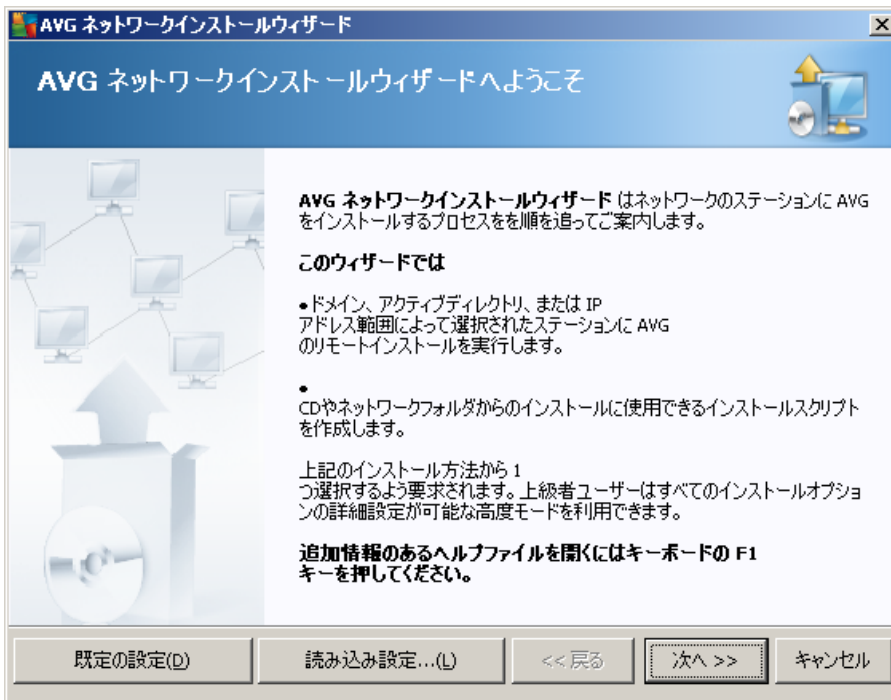 AVG ネットワークインストールウィザード
AVG ネットワークインストールウィザードへようこそ
AVG ネットワークインストールウィザード はネットワークのステーションに AVG
をインストールするプロセスをを順を追ってご案内します。
このウィザードでは
•ドメイン、アクティブディレクトリ、または IP
アドレス範囲によって選択されたステーションに AVG
のリモートインストールを実行します。
•
CDやネットワークフォルダからのインストールに使用できるインストールスクリプト
を作成します。
上記のインストール方法から 1
つ選択するよう要求されます。上級者ユーザーはすべてのインストールオプショ
ンの詳細設定が可能な高度モードを利用できます。
追加情報のあるヘルプファイルを開くにはキーボードの F1
キーを押してください。
既定の設定(D) 読み込み設定...(L) <<戻る 次へ >> キャンセル